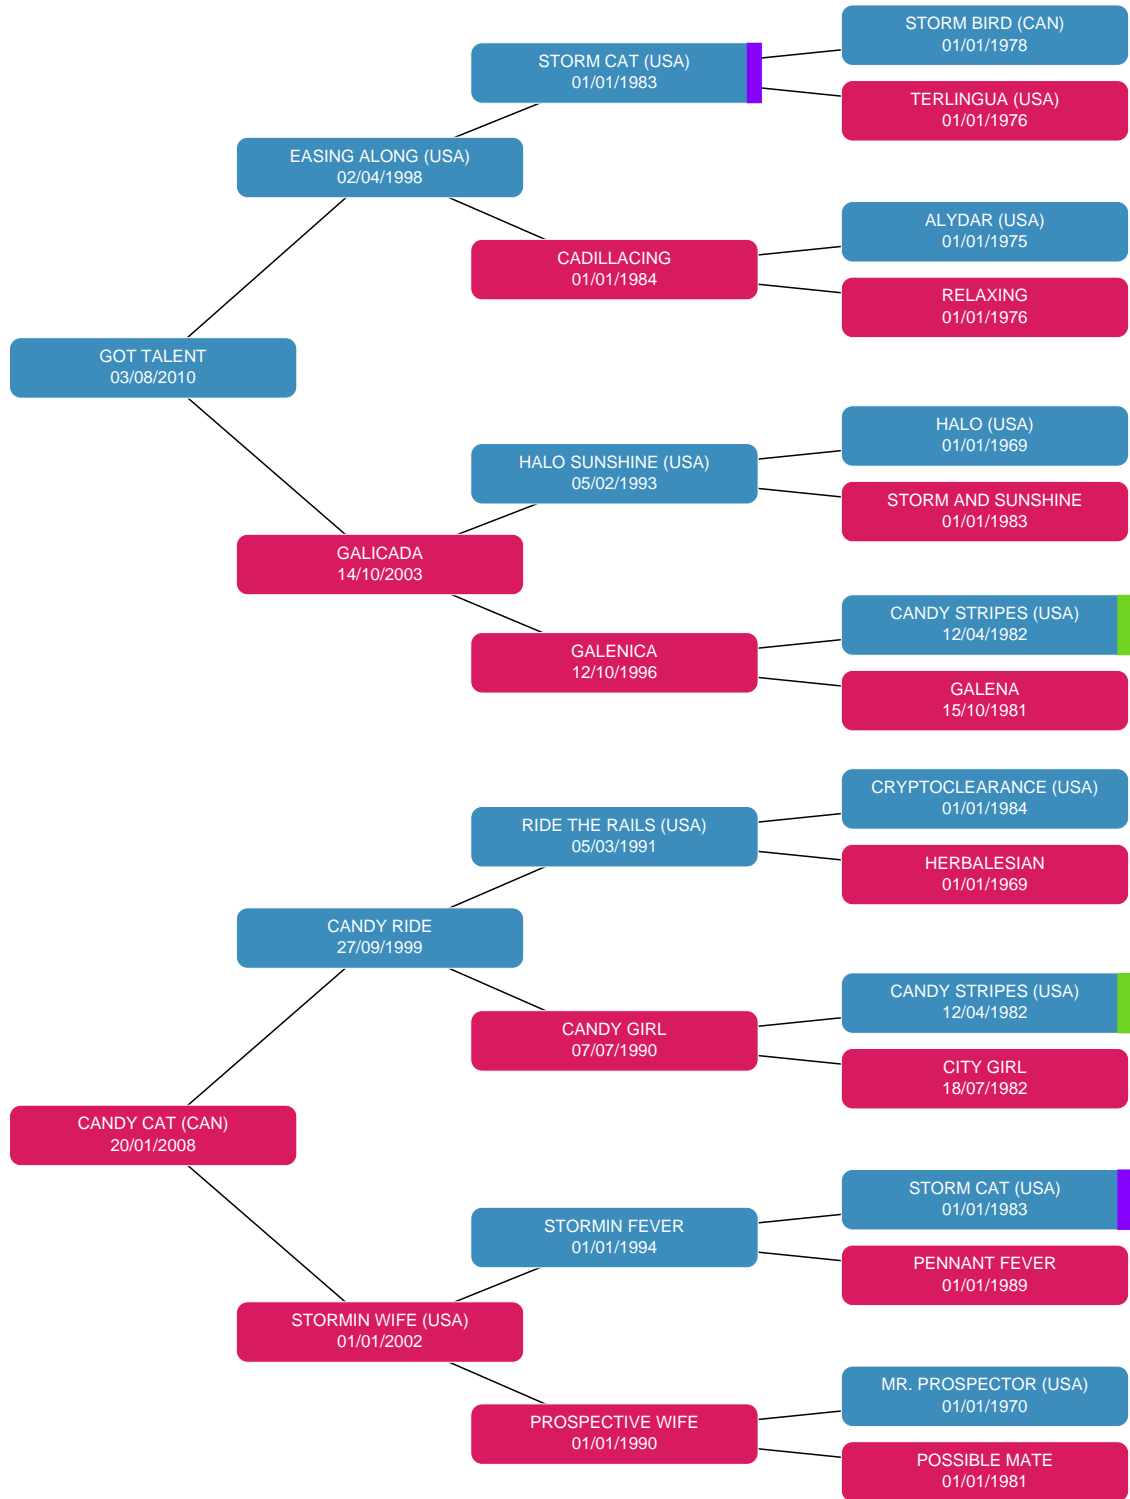 STORM BIRD (CAN)
01/01/1978
STORM CAT (USA)
01/01/1983
TERLINGUA (USA)
01/01/1976
EASING ALONG (USA)
02/04/1998
ALYDAR (USA)
01/01/1975
CADILLACING
01/01/1984
RELAXING
01/01/1976
GOT TALENT
03/08/2010
HALO (USA)
01/01/1969
HALO SUNSHINE (USA)
05/02/1993
STORM AND SUNSHINE
01/01/1983
GALICADA
14/10/2003
CANDY STRIPES (USA)
12/04/1982
GALENICA
12/10/1996
GALENA
15/10/1981
CRYPTOCLEARANCE (USA)
01/01/1984
RIDE THE RAILS (USA)
05/03/1991
HERBALESIAN
01/01/1969
CANDY RIDE
27/09/1999
CANDY STRIPES (USA)
12/04/1982
CANDY GIRL
07/07/1990
CITY GIRL
18/07/1982
CANDY CAT (CAN)
20/01/2008
STORM CAT (USA)
01/01/1983
STORMIN FEVER
01/01/1994
PENNANT FEVER
01/01/1989
STORMIN WIFE (USA)
01/01/2002
MR. PROSPECTOR (USA)
01/01/1970
PROSPECTIVE WIFE
01/01/1990
POSSIBLE MATE
01/01/1981